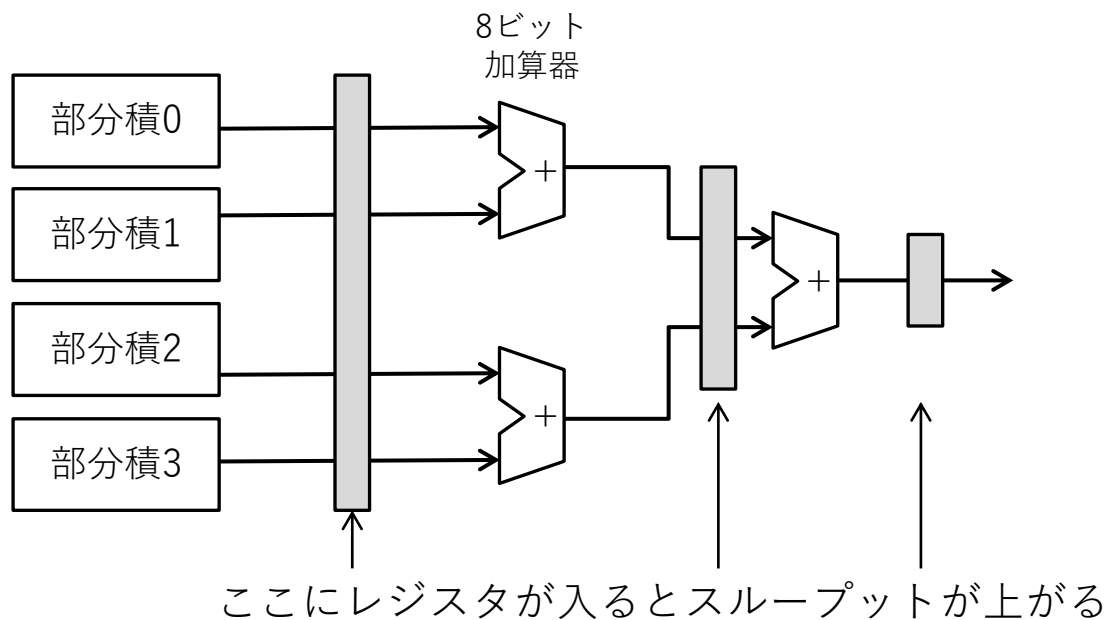 8ビット
加算器
部分積0
部分積1
部分積2
部分積3
+
+
+
ここにレジスタが入るとスループットが上がる